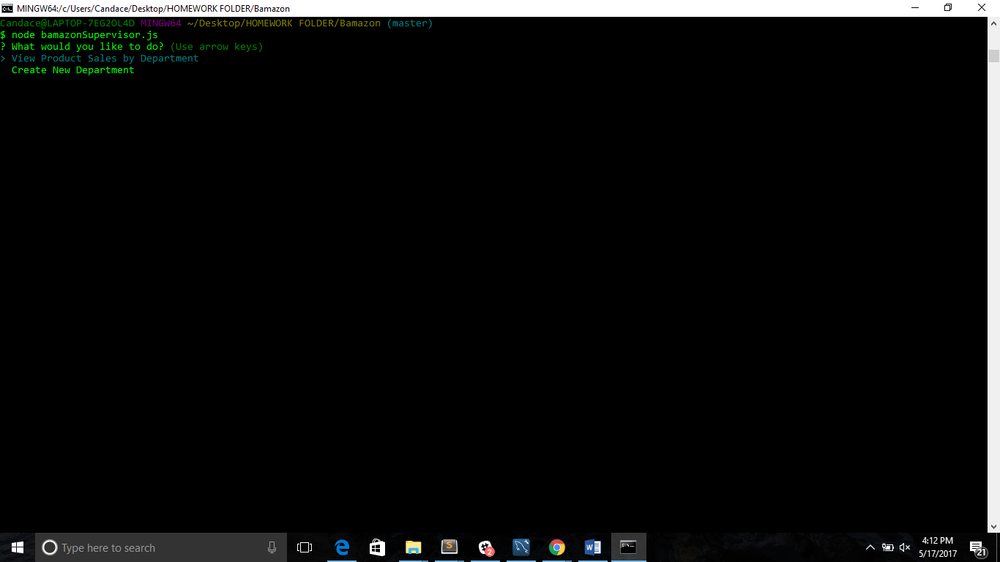 MINGW64:/c/Users/Candace/Desktop/HOMEWORK FOLDER/Bamazon
Candace@LAPTOP-7EG2OL4D MINGW64 ~/Desktop/HOMEWORK FOLDER/Bamazon (master)
$ node bamazonSupervisor.js
? What would you like to do? (Use arrow keys)
> View Product Sales by Department
Create New Department
Type here to search
2
4:12 PM
5/17/2017
21